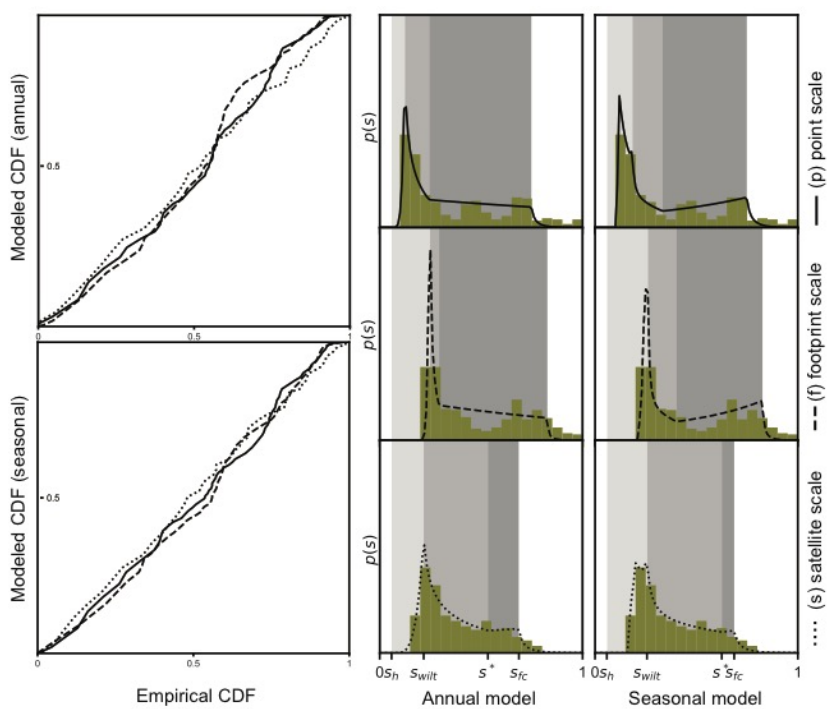 Modeled CDF (annual)
0.5
0
0.5
1
Modeled CDF (seasonal)
0.5
0
0.5
1
Empirical CDF
p(s)
p(s)
p(s)
0 s_h s_wilt s* s_fc 1
Annual model
0 s_h s_wilt s* s_fc 1
Seasonal model
(p) point scale
(f) footprint scale
(s) satellite scale